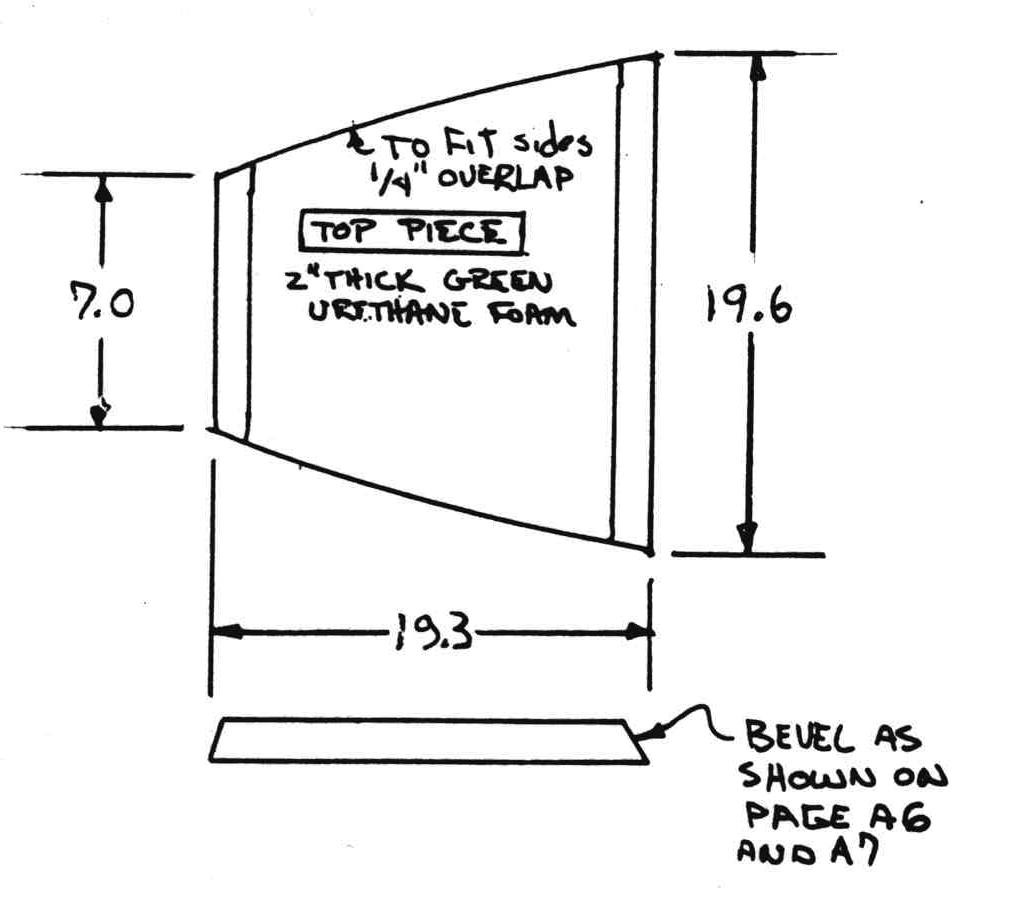 TO FIT sides
1/4" OVERLAP
TOP PIECE
2" THICK GREEN
URETHANE FOAM
7.0
19.6
19.3
BEVEL AS
SHOWN ON
PAGE A6
AND A7